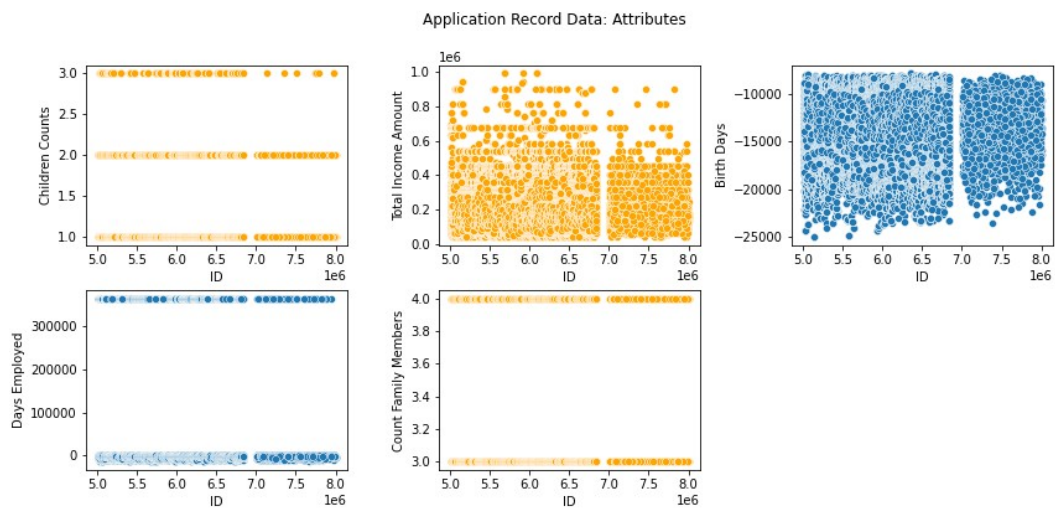 Application Record Data: Attributes
Children Counts
3.0
2.5
2.0
1.5
1.0
5.0 5.5 6.0 6.5 7.0 7.5 8.0
ID
1e6
1e6
Total Income Amount
1.0
0.8
0.6
0.4
0.2
0.0
5.0 5.5 6.0 6.5 7.0 7.5 8.0
ID
1e6
Birth Days
−10000
−15000
−20000
−25000
5.0 5.5 6.0 6.5 7.0 7.5 8.0
ID
1e6
Days Employed
300000
200000
100000
0
5.0 5.5 6.0 6.5 7.0 7.5 8.0
ID
1e6
Count Family Members
4.0
3.8
3.6
3.4
3.2
3.0
5.0 5.5 6.0 6.5 7.0 7.5 8.0
ID
1e6